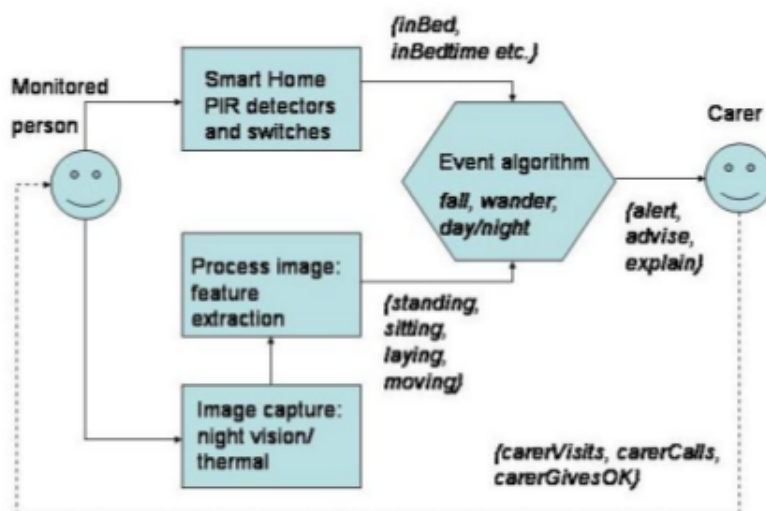 Monitored
person
Smart Home
PIR detectors
and switches
{inBed,
inBedtime etc.}
Event algorithm
fall, wander,
day/night
Carer
{alert,
advise,
explain}
Process image:
feature
extraction
{standing,
sitting,
laying,
moving}
Image capture:
night vision/
thermal
{carerVisits, carerCalls,
carerGivesOK}